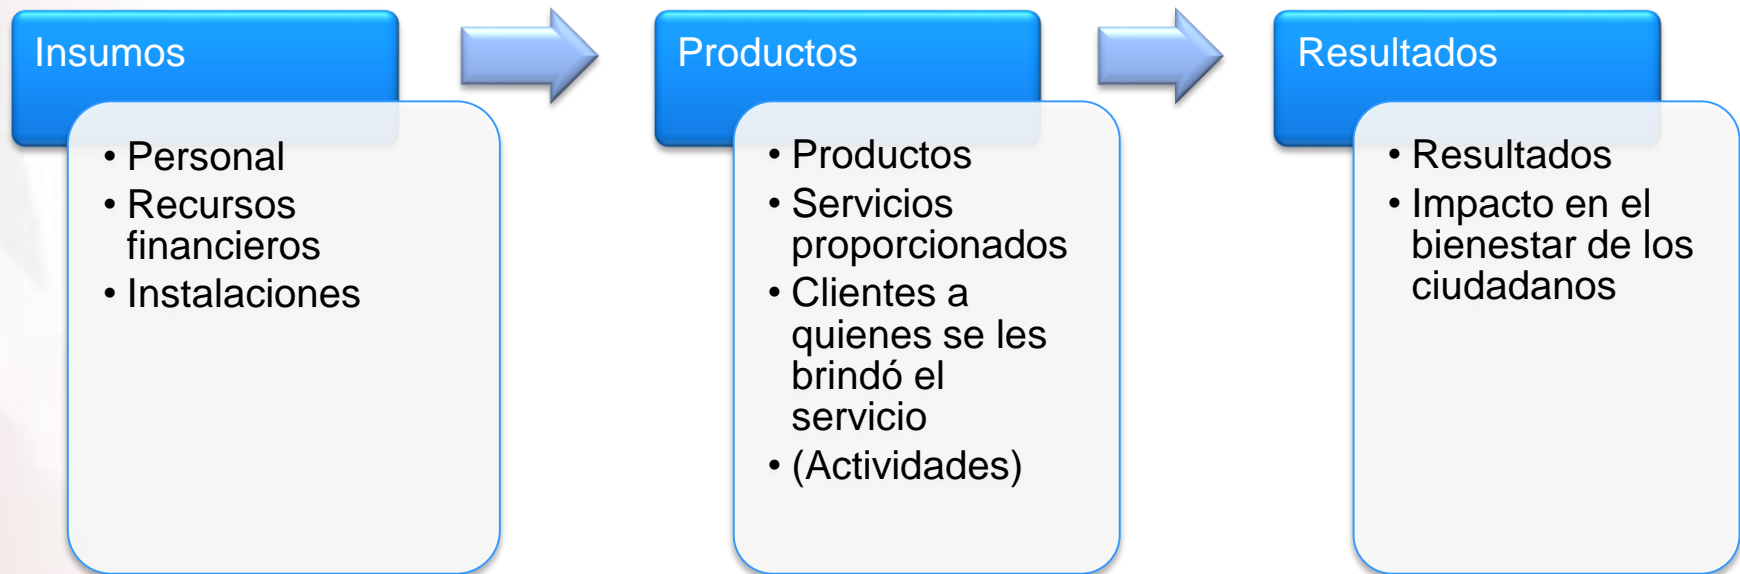 Insumos
• Personal
• Recursos
financieros
• Instalaciones
Productos
• Productos
• Servicios
proporcionados
• Clientes a
quienes se les
brindó el
servicio
• (Actividades)
Resultados
• Resultados
• Impacto en el
bienestar de los
ciudadanos